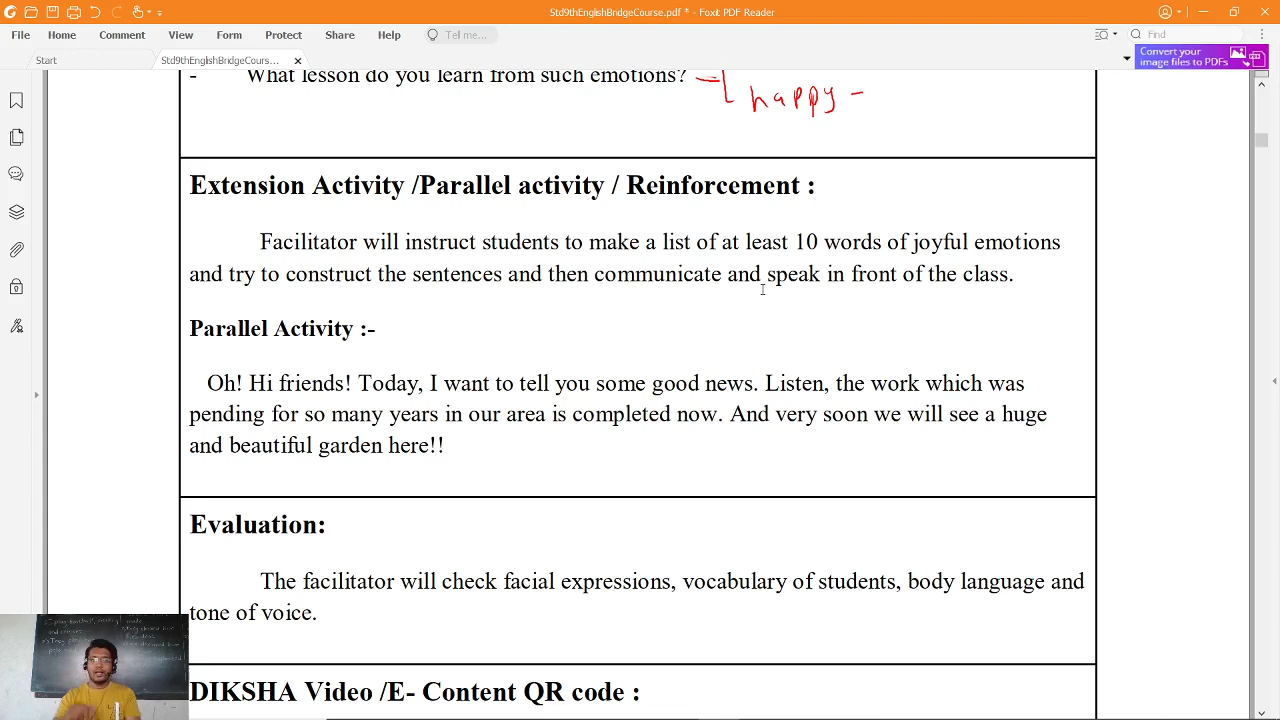 Std9thEnglishBridgeCourse.pdf * - Foxit PDF Reader
File Home Comment View Form Protect Share Help Tell me... Find
Start Std9thEnglishBridgeCours... Convert your
image files to PDFs
- What lesson do you learn from such emotions?
happy -
Extension Activity /Parallel activity / Reinforcement :
Facilitator will instruct students to make a list of at least 10 words of joyful emotions
and try to construct the sentences and then communicate and speak in front of the class.
Parallel Activity :-
Oh! Hi friends! Today, I want to tell you some good news. Listen, the work which was
pending for so many years in our area is completed now. And very soon we will see a huge
and beautiful garden here!!
Evaluation:
The facilitator will check facial expressions, vocabulary of students, body language and
tone of voice.
DIKSHA Video /E- Content QR code :